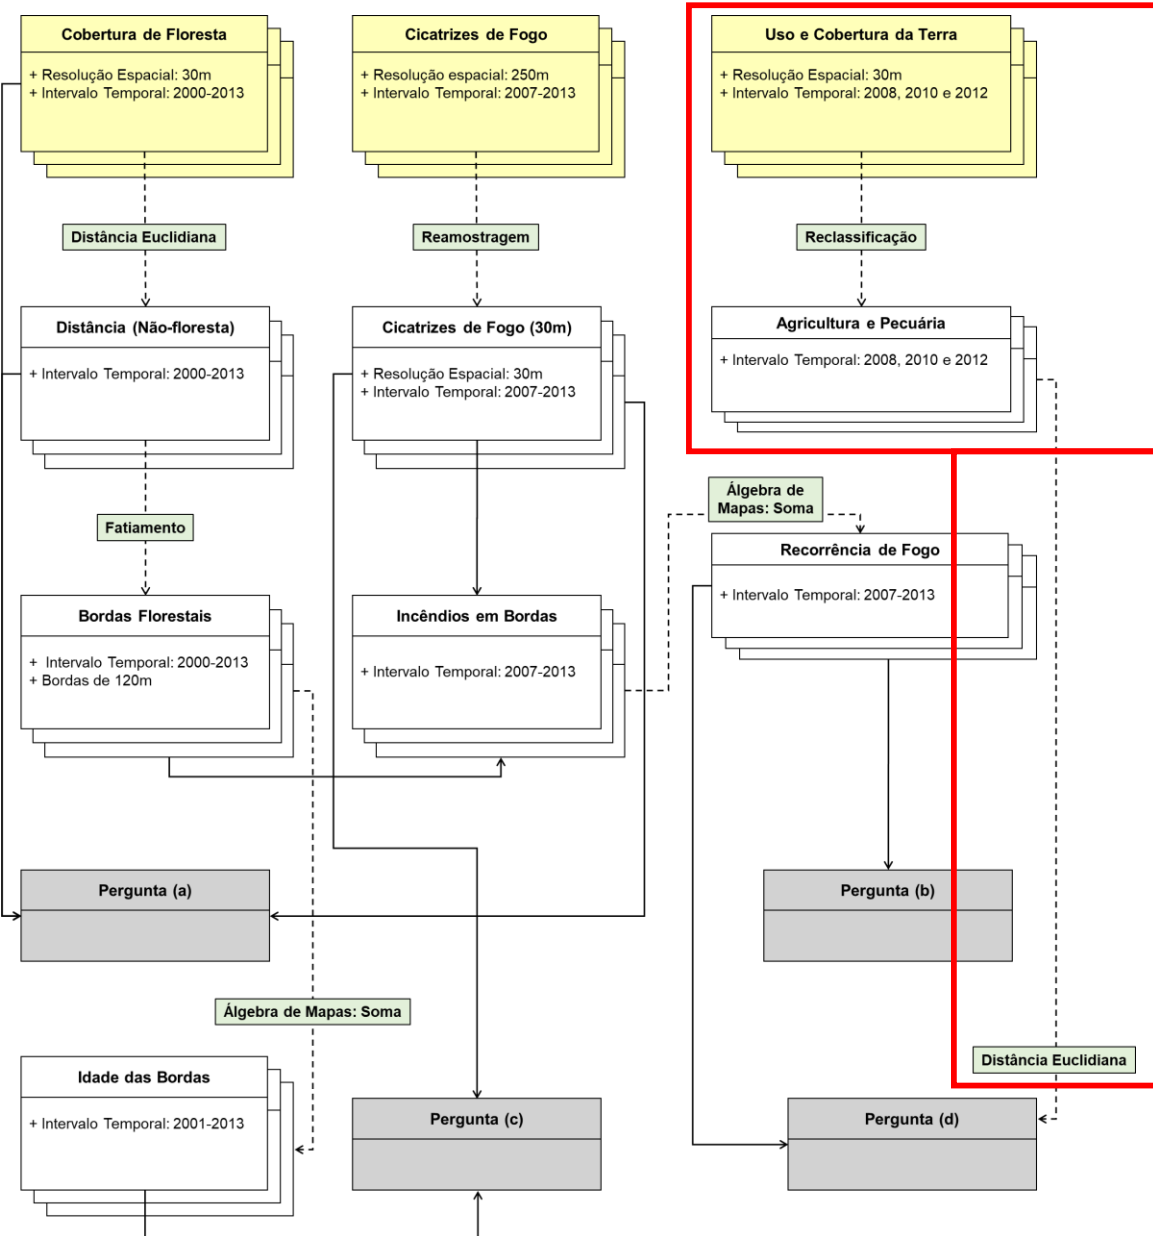 Cobertura de Floresta
+ Resolução Espacial: 30m
+ Intervalo Temporal: 2000-2013
Cicatrizes de Fogo
+ Resolução espacial: 250m
+ Intervalo Temporal: 2007-2013
Uso e Cobertura da Terra
+ Resolução Espacial: 30m
+ Intervalo Temporal: 2008, 2010 e 2012
Distância Euclidiana
Reamostragem
Reclassificação
Distância (Não-floresta)
+ Intervalo Temporal: 2000-2013
Cicatrizes de Fogo (30m)
+ Resolução Espacial: 30m
+ Intervalo Temporal: 2007-2013
Agricultura e Pecuária
+ Intervalo Temporal: 2008, 2010 e 2012
Fatiamento
Álgebra de
Mapas: Soma
Recorrência de Fogo
+ Intervalo Temporal: 2007-2013
Bordas Florestais
+ Intervalo Temporal: 2000-2013
+ Bordas de 120m
Incêndios em Bordas
+ Intervalo Temporal: 2007-2013
Pergunta (a)
Pergunta (b)
Álgebra de Mapas: Soma
Distância Euclidiana
Idade das Bordas
+ Intervalo Temporal: 2001-2013
Pergunta (c)
Pergunta (d)